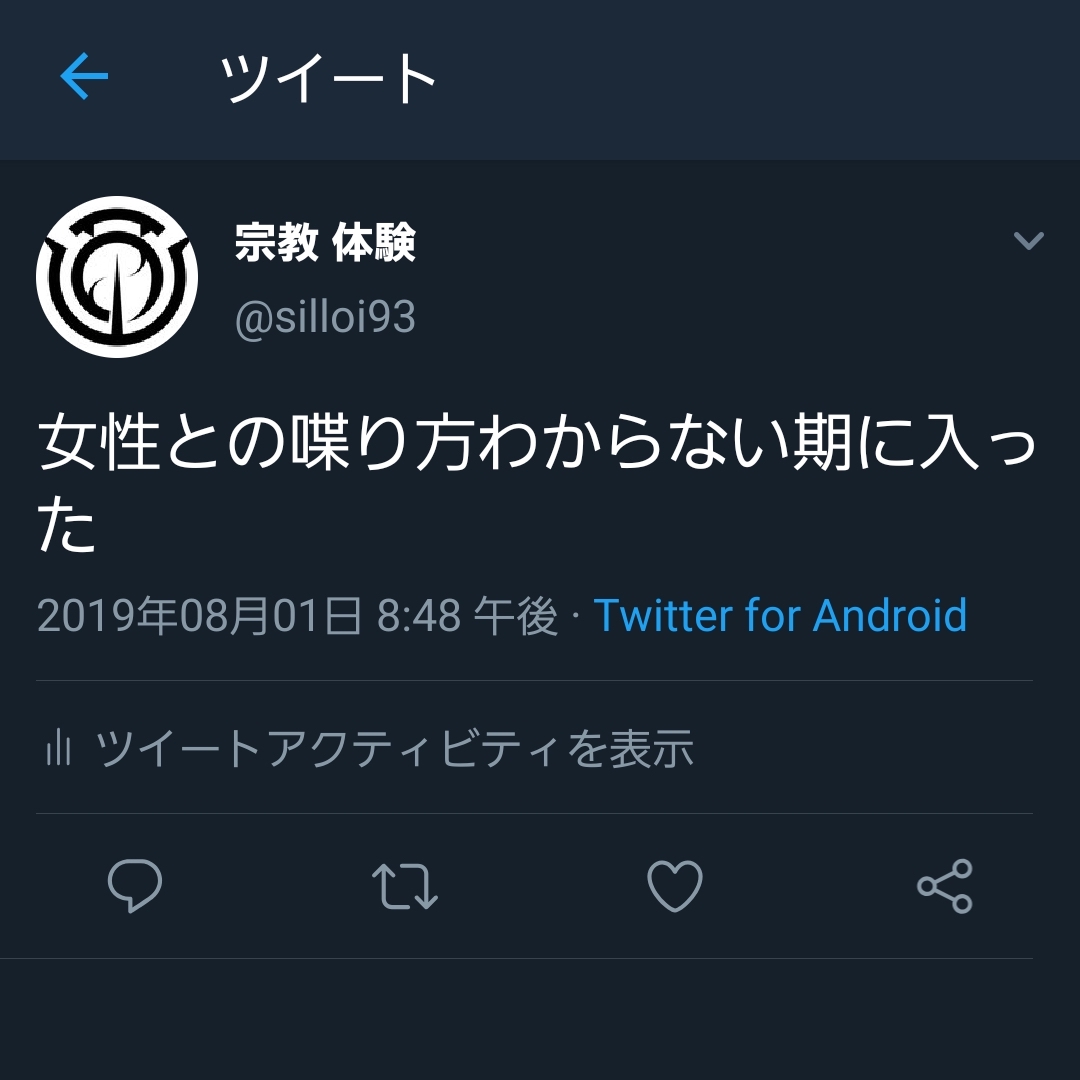 ツイート
宗教 体験
@silloi93
女性との喋り方わからない期に入っ
た
2019年08月01日 8:48 午後 · Twitter for Android
ツイートアクティビティを表示